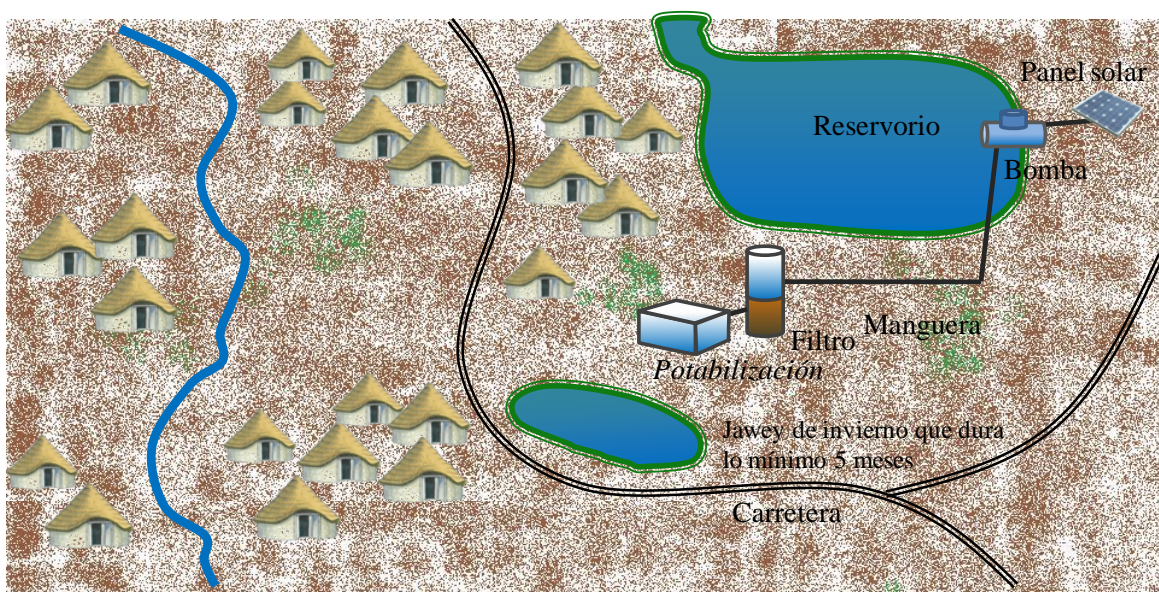 Panel solar
Reservorio
Bomba
Manguera
Filtro
Potabilización
Jawey de invierno que dura
lo mínimo 5 meses
Carretera